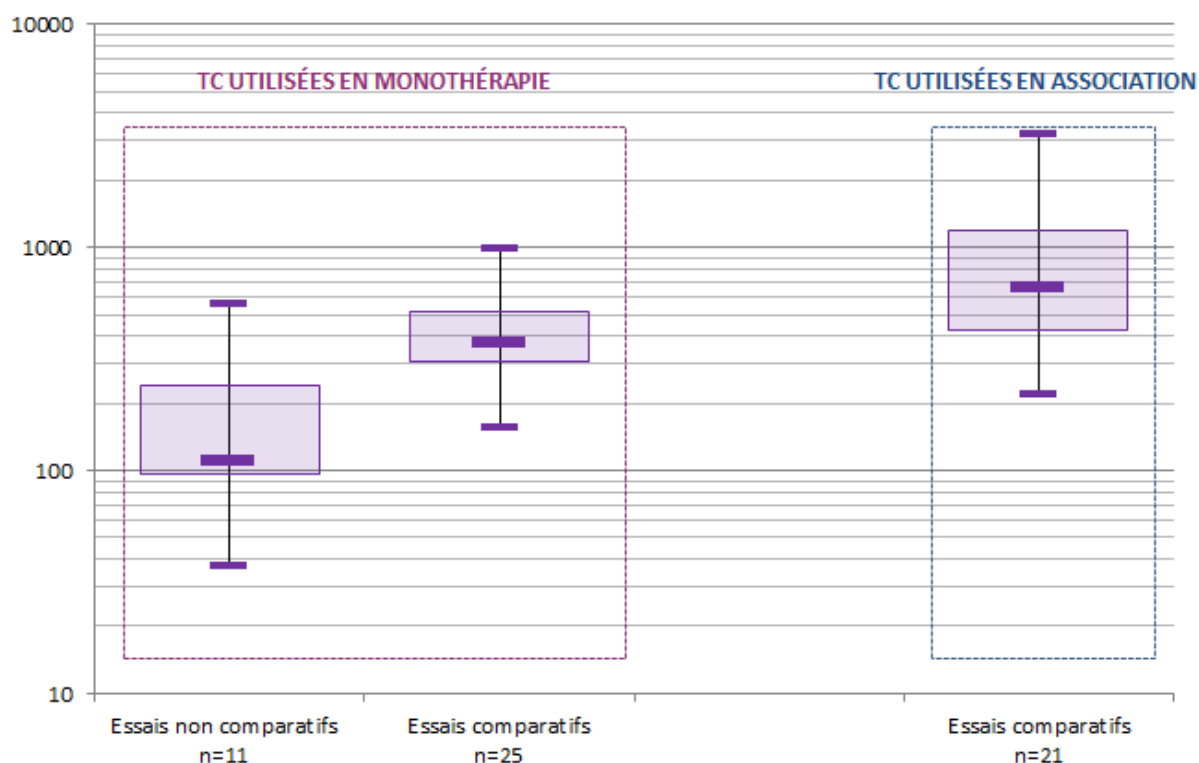 10000
1000
100
10
TC UTILISÉES EN MONOTHÉRAPIE
TC UTILISÉES EN ASSOCIATION
Essais non comparatifs
n=11
Essais comparatifs
n=25
Essais comparatifs
n=21